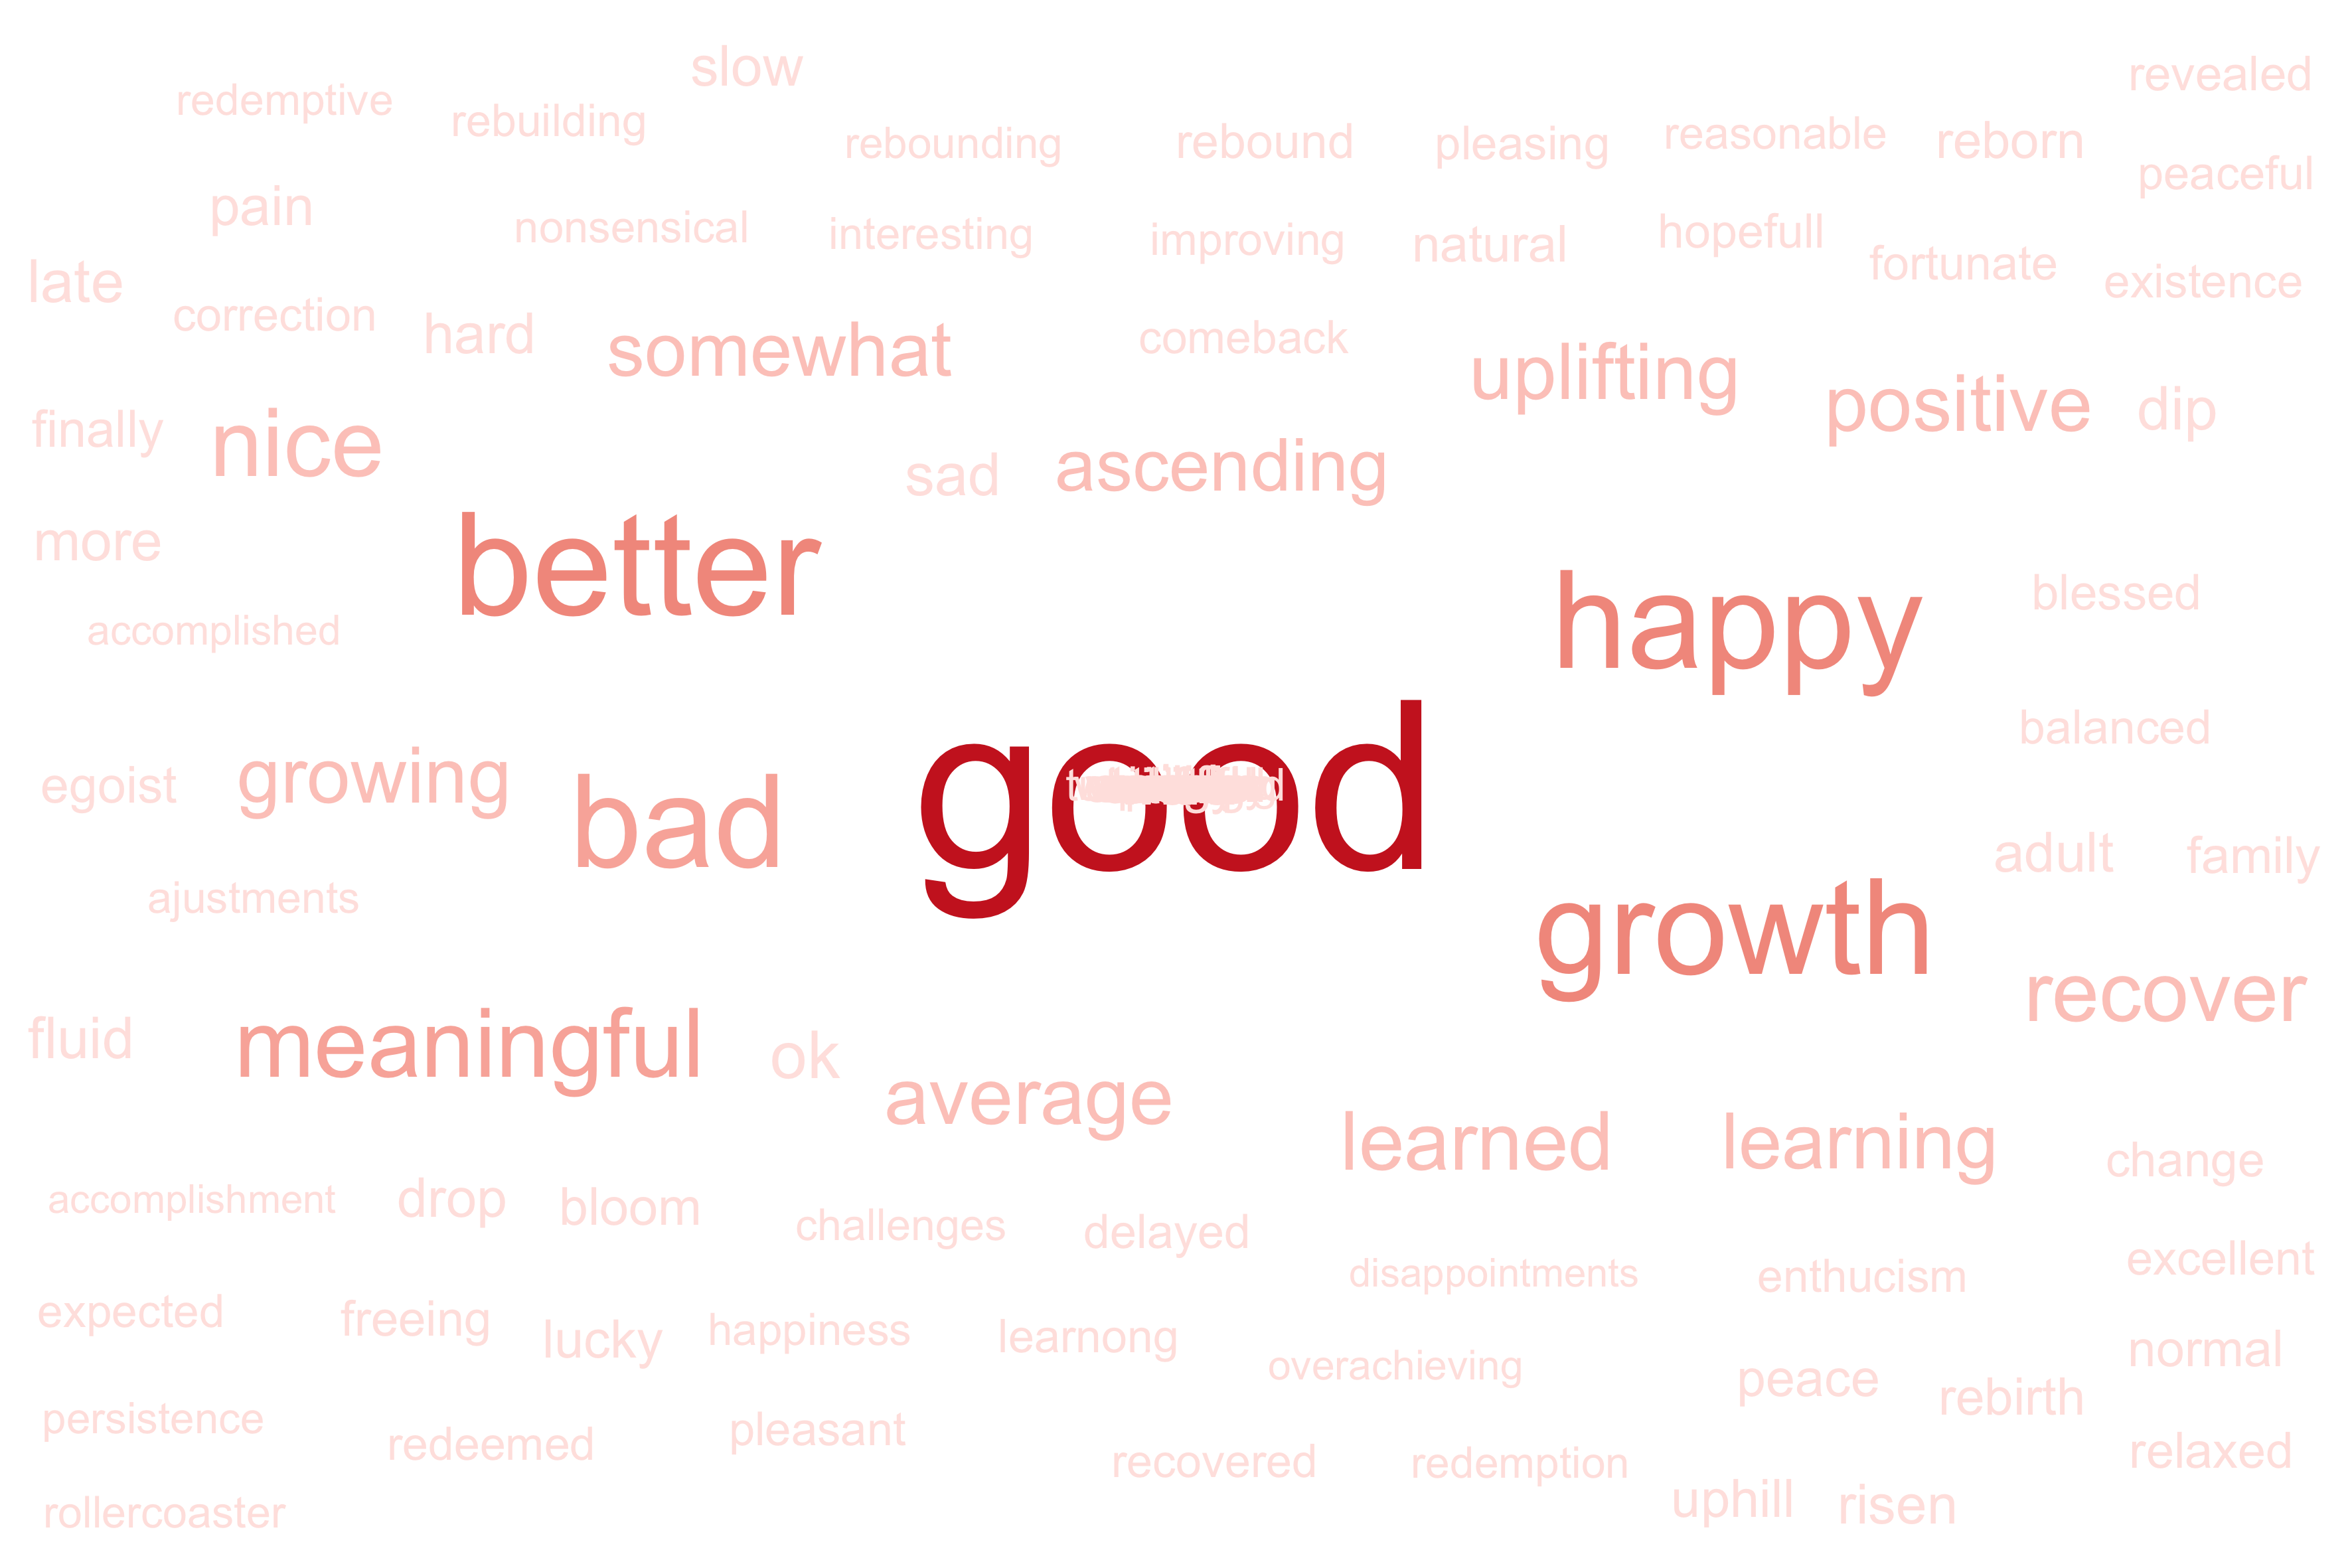 slow
revealed
redemptive
rebuilding
rebounding
rebound
pleasing
reasonable
reborn
peaceful
pain
nonsensical
interesting
improving
natural
hopefull
fortunate
existence
late
correction
hard
somewhat
comeback
uplifting
positive
dip
finally
nice
sad
ascending
more
better
happy
blessed
accomplished
balanced
egoist
growing
bad
good
adult
family
ajustments
growth
recover
fluid
meaningful
ok
average
learned
learning
change
accomplishment
drop
bloom
challenges
delayed
disappointments
enthucism
excellent
expected
freeing
lucky
happiness
learnong
overachieving
peace
rebirth
normal
persistence
redeemed
pleasant
recovered
redemption
relaxed
rollercoaster
uphill
risen